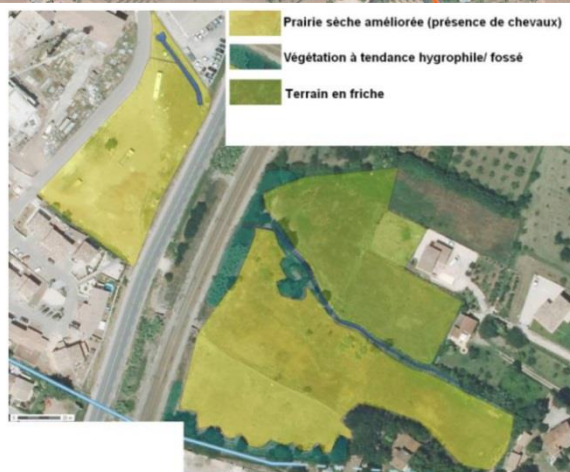 Prairie sèche améliorée (présence de chevaux)
Végétation à tendance hygrophile/ fossé
Terrain en friche